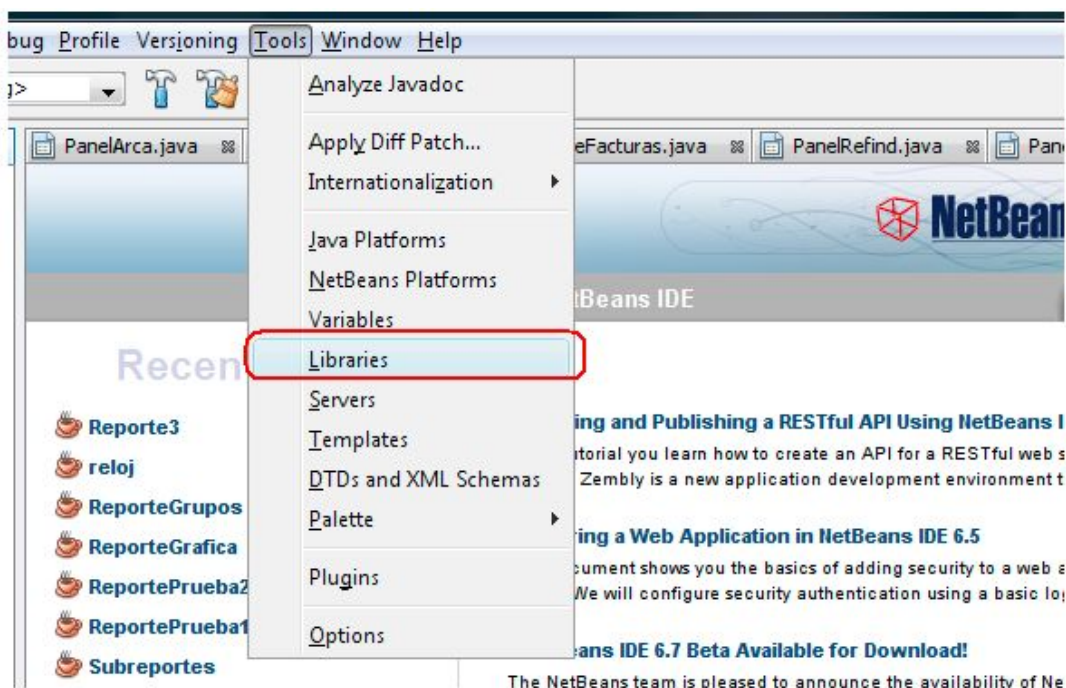 bug Profile Versioning Tools Window Help
g>
Analyze Javadoc
Apply Diff Patch...
Internationalization
Java Platforms
NetBeans Platforms
Variables
Libraries
Servers
Templates
DTDs and XML Schemas
Palette
Plugins
Options
PanelArca.java
eFacturas.java
PanelRefind.java
Pan
NetBean
tBeans IDE
Recen
Reporte3
reloj
ReporteGrupos
ReporteGrafica
ReportePrueba2
ReportePrueba1
Subreportes
ing and Publishing a RESTful API Using NetBeans I
torial you learn how to create an API for a RESTful web s
Zembly is a new application development environment t
ring a Web Application in NetBeans IDE 6.5
cument shows you the basics of adding security to a web a
We will configure security authentication using a basic log
eans IDE 6.7 Beta Available for Download!
The NetBeans team is pleased to announce the availability of Ne